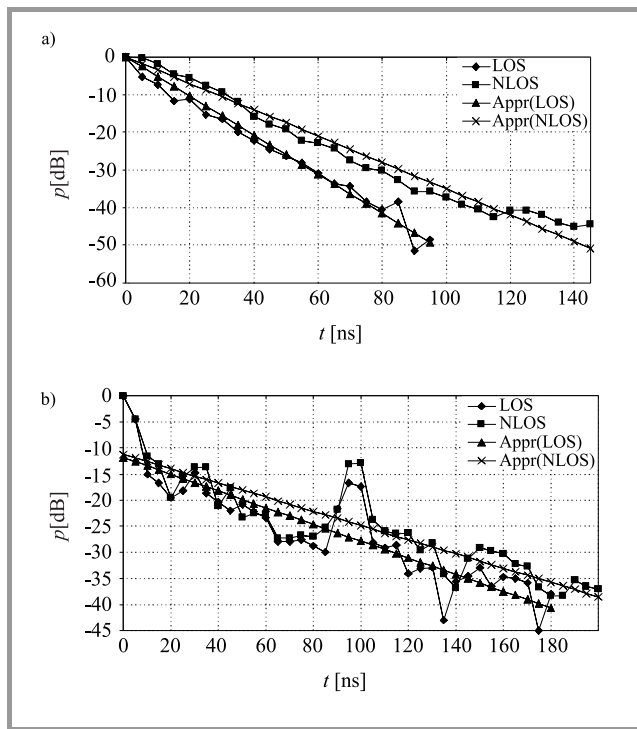 a)
LOS
NLOS
Appr(LOS)
Appr(NLOS)
p[dB]
0
-10
-20
-30
-40
-50
-60
0 20 40 60 80 100 120 140
t [ns]
b)
LOS
NLOS
Appr(LOS)
Appr(NLOS)
p[dB]
0
-5
-10
-15
-20
-25
-30
-35
-40
-45
0 20 40 60 80 100 120 140 160 180
t [ns]